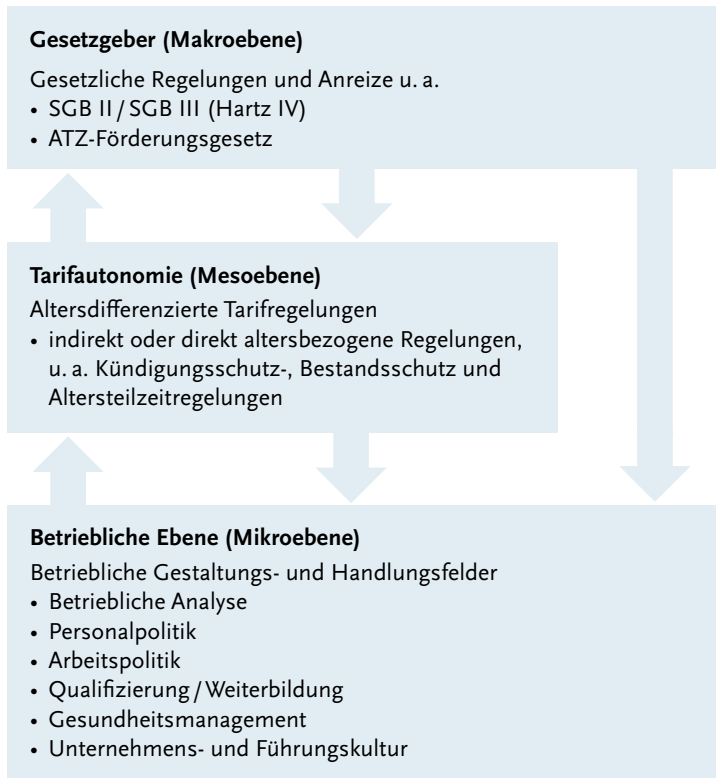 Gesetzgeber (Makroebene)
Gesetzliche Regelungen und Anreize u. a.
• SGB II / SGB III (Hartz IV)
• ATZ-Förderungsgesetz
Tarifautonomie (Mesoebene)
Altersdifferenzierte Tarifregelungen
• indirekt oder direkt altersbezogene Regelungen,
u. a. Kündigungsschutz-, Bestandsschutz und
Altersteilzeitregelungen
Betriebliche Ebene (Mikroebene)
Betriebliche Gestaltungs- und Handlungsfelder
• Betriebliche Analyse
• Personalpolitik
• Arbeitspolitik
• Qualifizierung / Weiterbildung
• Gesundheitsmanagement
• Unternehmens- und Führungskultur